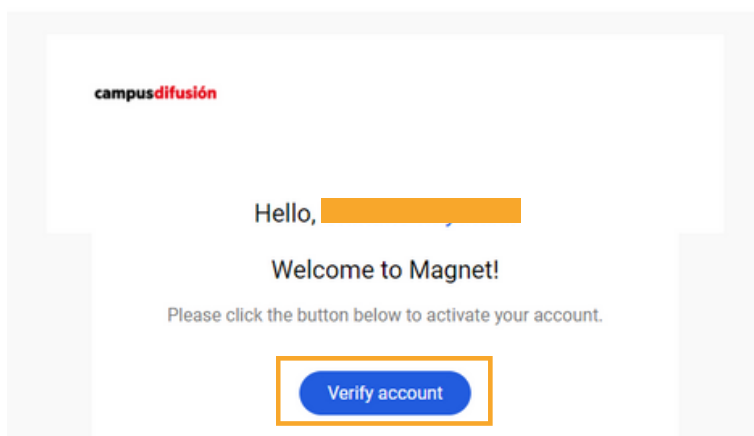 campusdifusión
Hello,
Welcome to Magnet!
Please click the button below to activate your account.
Verify account